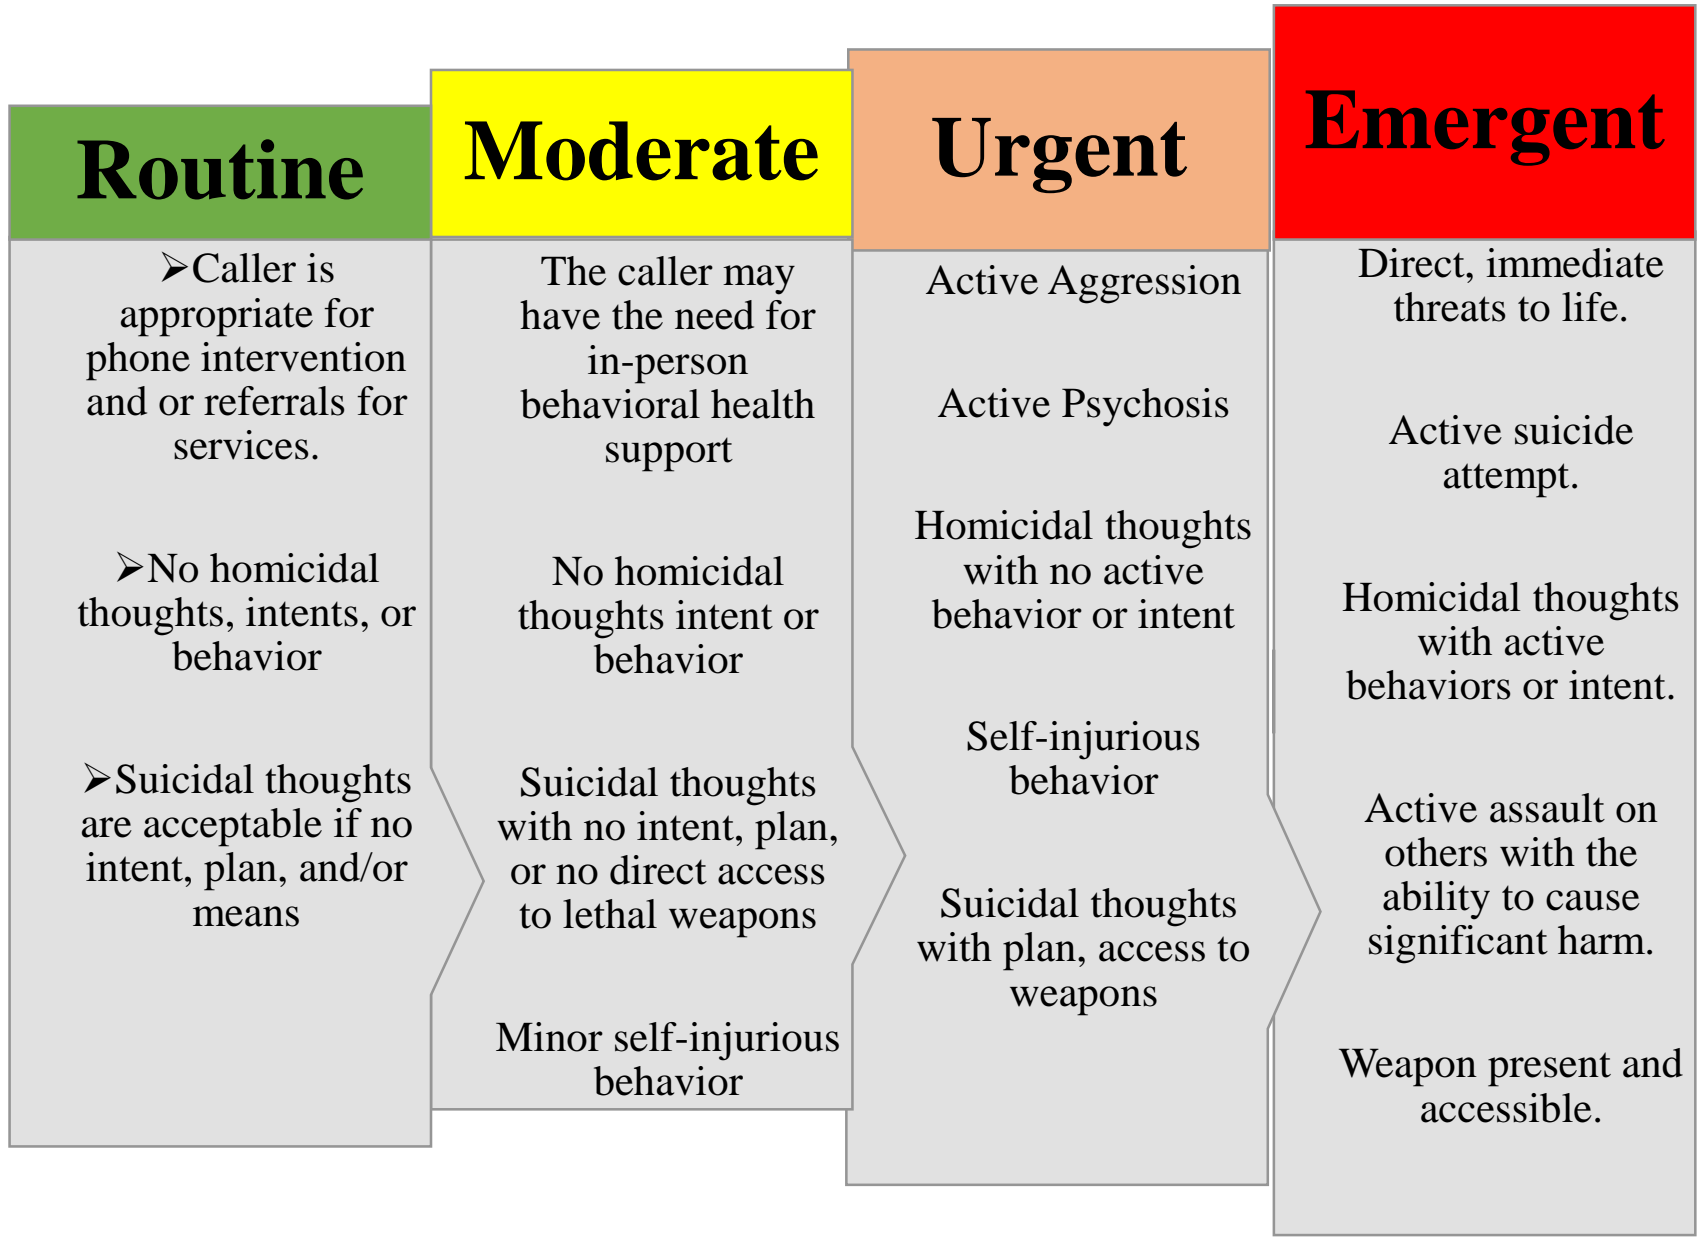 Routine
➢Caller is
appropriate for
phone intervention
and or referrals for
services.
➢No homicidal
thoughts, intents, or
behavior
➢Suicidal thoughts
are acceptable if no
intent, plan, and/or
means
Moderate
The caller may
have the need for
in-person
behavioral health
support
No homicidal
thoughts intent or
behavior
Suicidal thoughts
with no intent, plan,
or no direct access
to lethal weapons
Minor self-injurious
behavior
Urgent
Active Aggression
Active Psychosis
Homicidal thoughts
with no active
behavior or intent
Self-injurious
behavior
Suicidal thoughts
with plan, access to
weapons
Emergent
Direct, immediate
threats to life.
Active suicide
attempt.
Homicidal thoughts
with active
behaviors or intent.
Active assault on
others with the
ability to cause
significant harm.
Weapon present and
accessible.